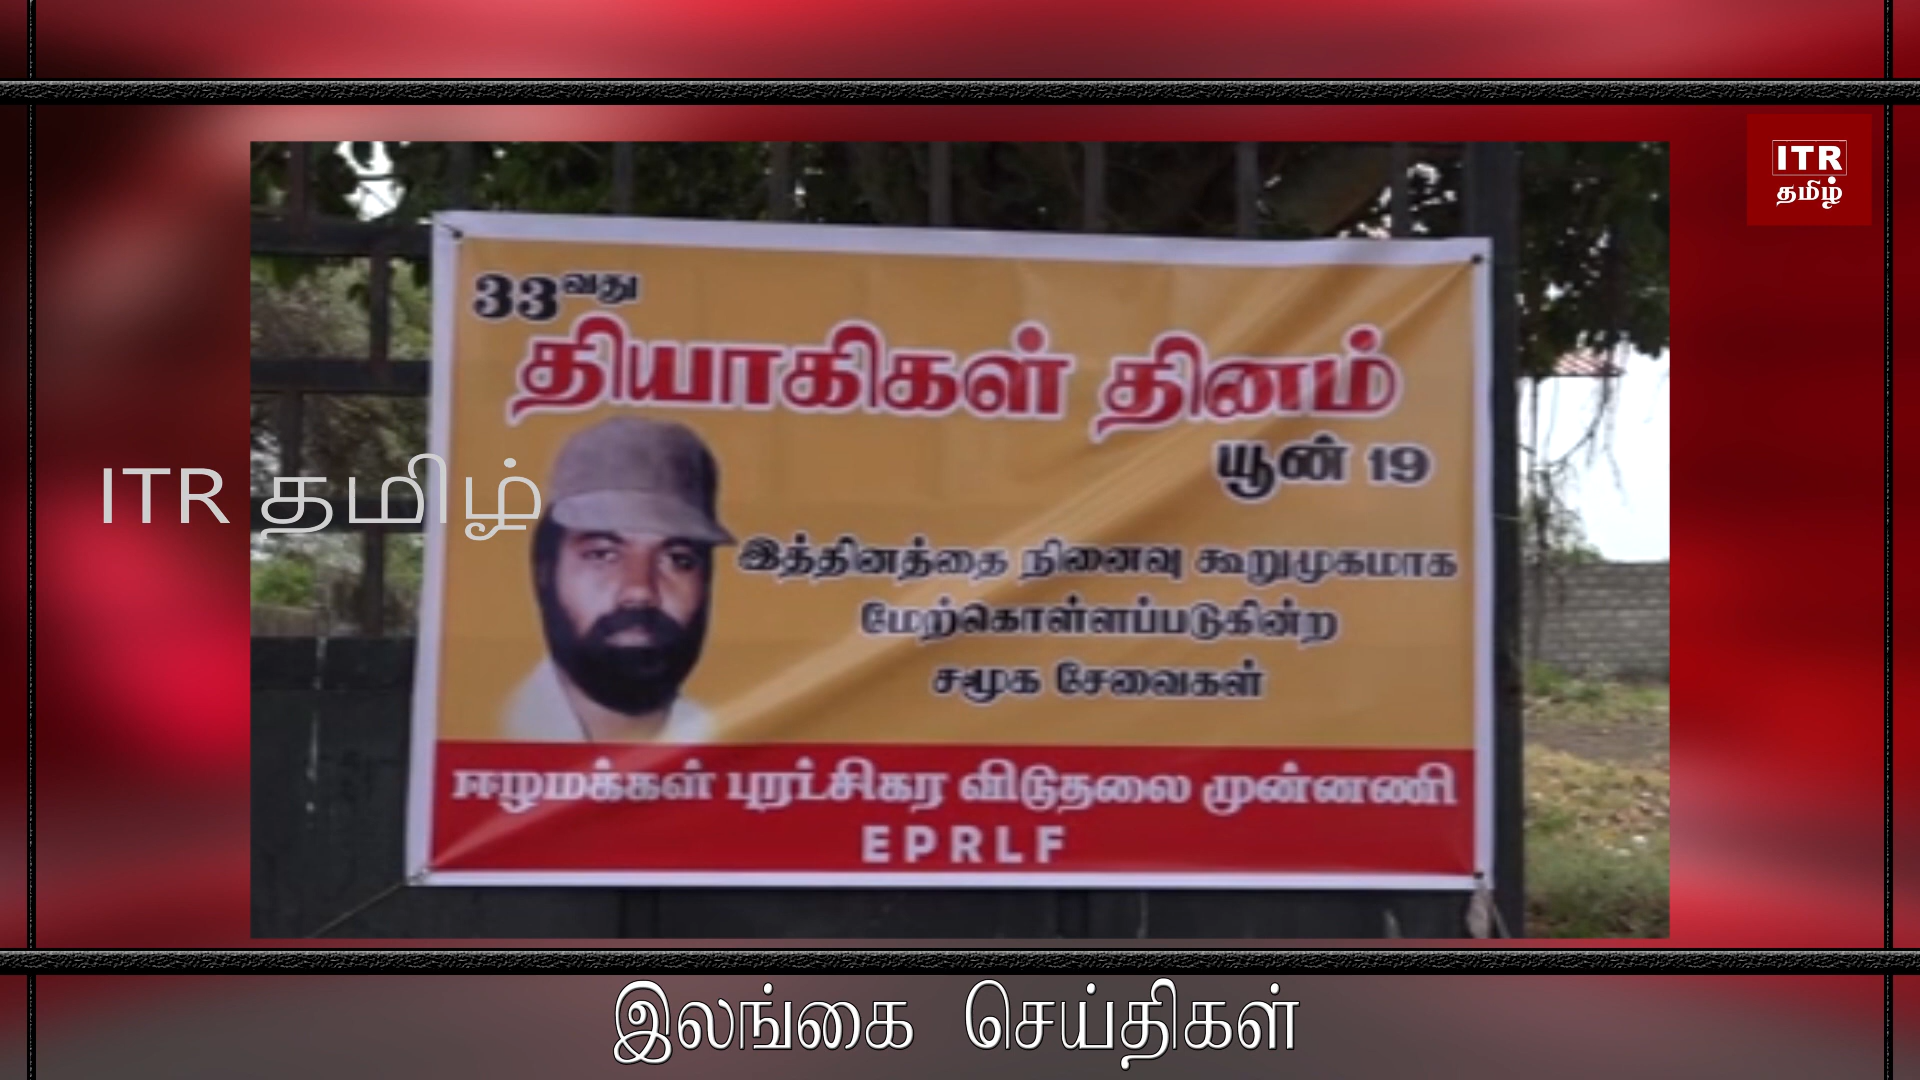 ITR
தமிழ்
33வது
தியாகிகள் தினம்
யூன் 19
ITR தமிழ்
இத்தினத்தை நினைவு கூறுமுகமாக
மேற்கொள்ளப்படுகின்ற
சமூக சேவைகள்
ஈழமக்கள் புரட்சிகர விடுதலை முன்னணி
EPRLF
இலங்கை செய்திகள்